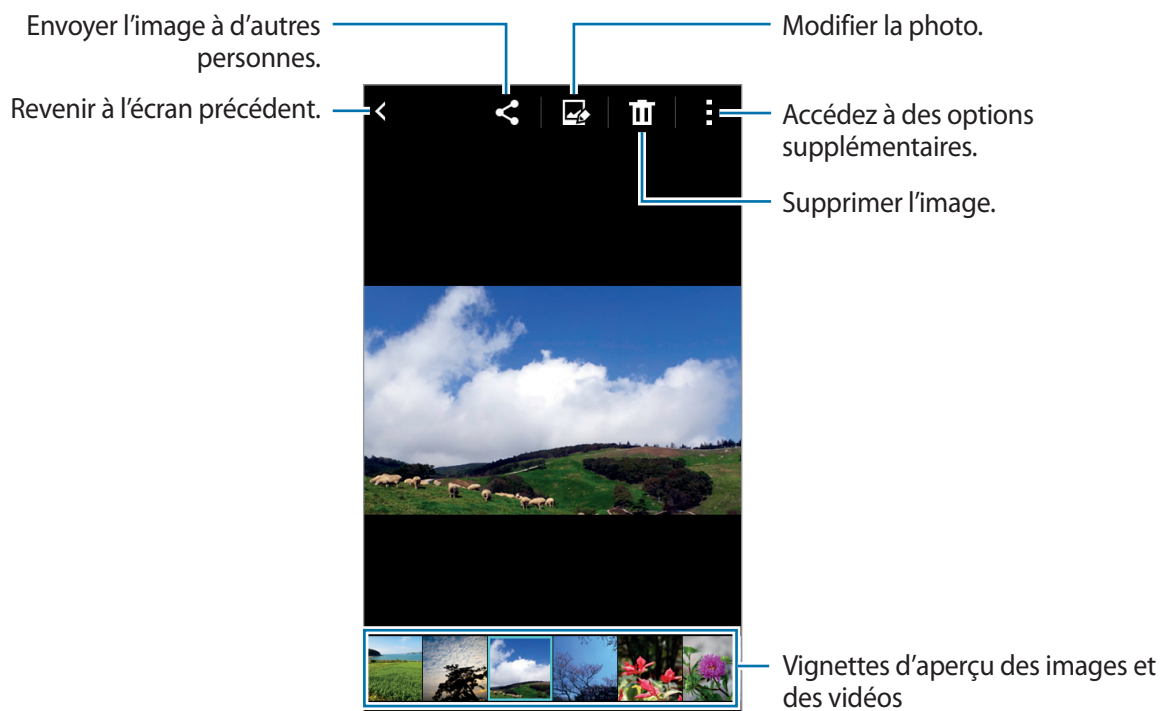 Envoyer l’image à d’autres
personnes.
Modifier la photo.
Revenir à l’écran précédent.
Accédez à des options
supplémentaires.
Supprimer l’image.
Vignettes d’aperçu des images et
des vidéos